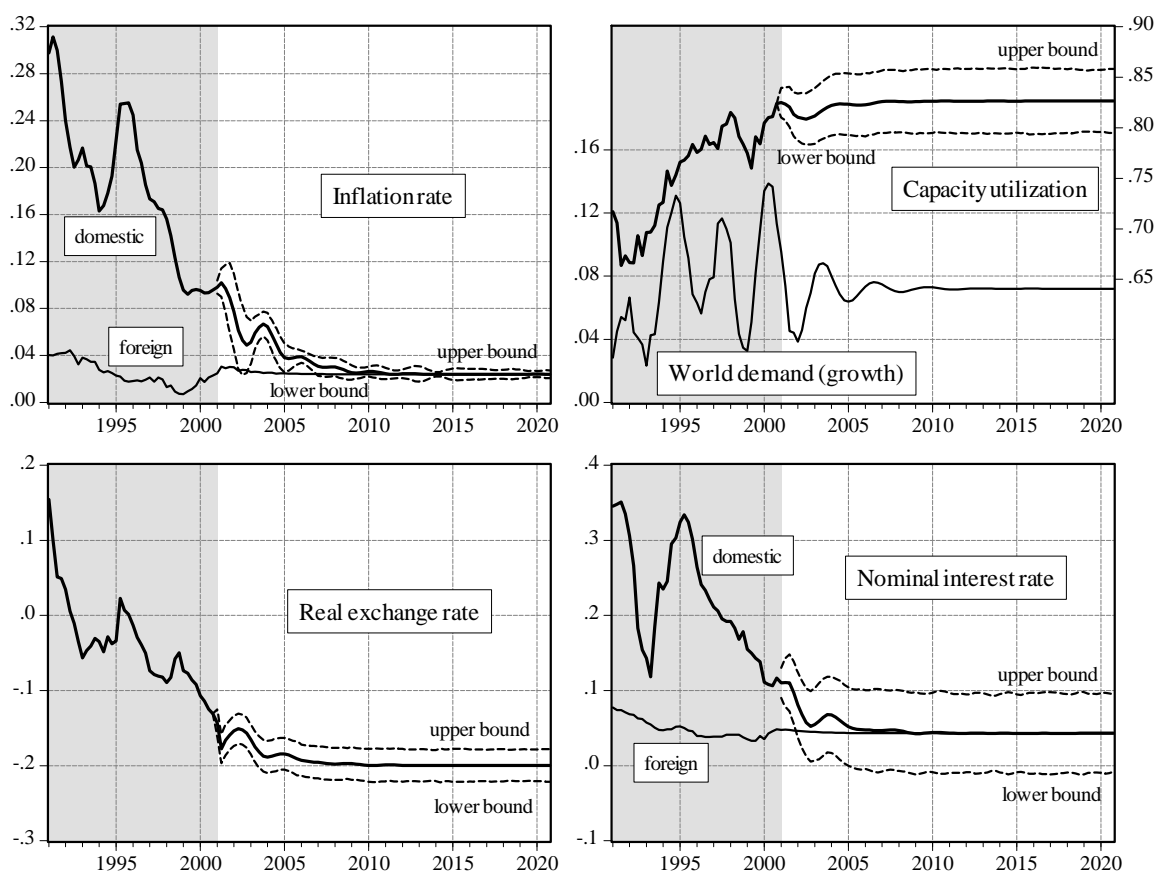 .32
.28
.24
.20
.16
.12
.08
.04
.00
Inflation rate
domestic
foreign
upper bound
lower bound
1995 2000 2005 2010 2015 2020
.16
.12
.08
.04
.00
.90
.85
.80
.75
.70
.65
upper bound
lower bound
Capacity utilization
World demand (growth)
1995 2000 2005 2010 2015 2020
.2
.1
.0
-.1
-.2
-.3
Real exchange rate
upper bound
lower bound
1995 2000 2005 2010 2015 2020
.4
.3
.2
.1
.0
-.1
domestic
Nominal interest rate
upper bound
foreign
lower bound
1995 2000 2005 2010 2015 2020